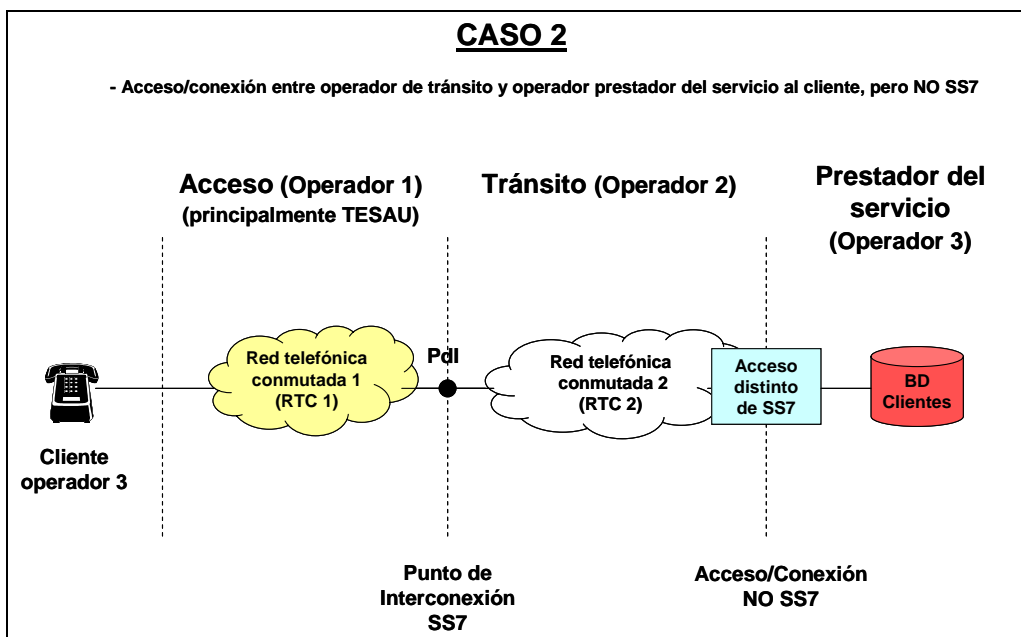 CASO 2
- Acceso/conexión entre operador de tránsito y operador prestador del servicio al cliente, pero NO SS7
Acceso (Operador 1)
(principalmente TESAU)
Tránsito (Operador 2)
Prestador del
servicio
(Operador 3)
Red telefónica
conmutada 1
(RTC 1)
PdI
Red telefónica
conmutada 2
(RTC 2)
Acceso
distinto
de SS7
BD
Clientes
Cliente
operador 3
Punto de
Interconexión
SS7
Acceso/Conexión
NO SS7